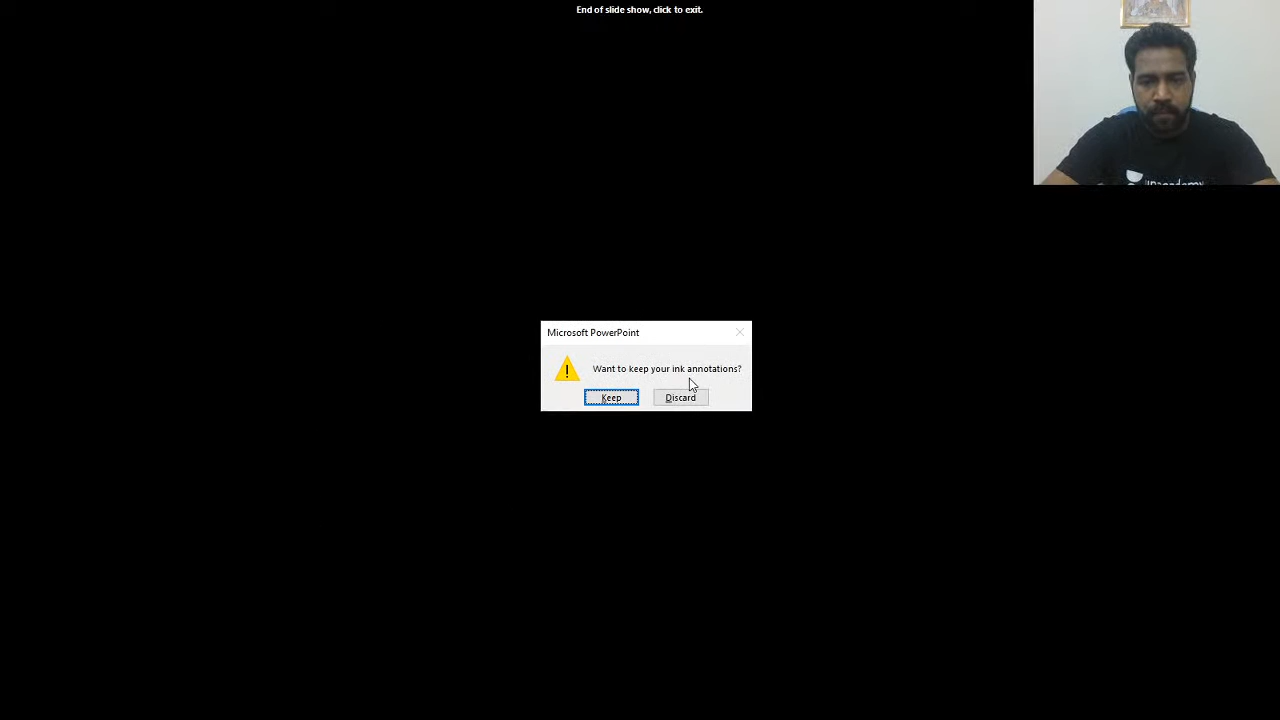 End of slide show, click to exit.
Microsoft PowerPoint
Want to keep your ink annotations?
Keep
Discard